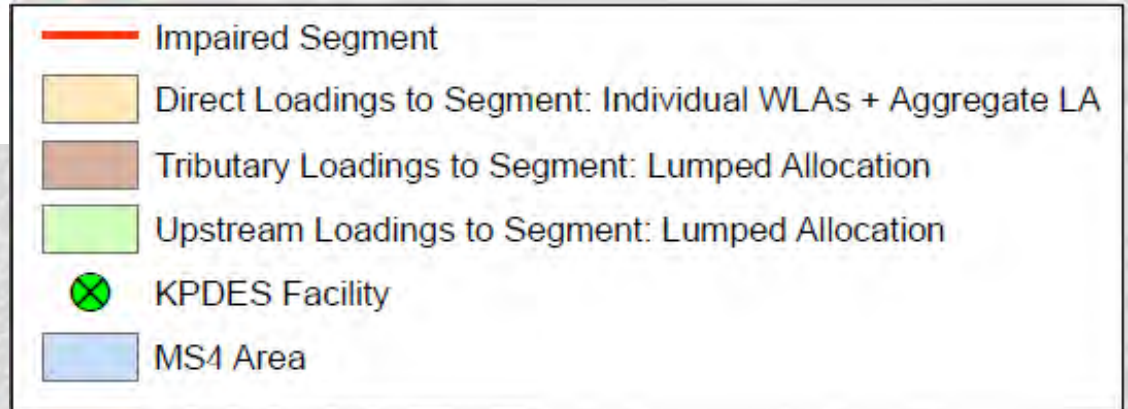 Impaired Segment
Direct Loadings to Segment: Individual WLAs + Aggregate LA
Tributary Loadings to Segment: Lumped Allocation
Upstream Loadings to Segment: Lumped Allocation
KPDES Facility
MS4 Area